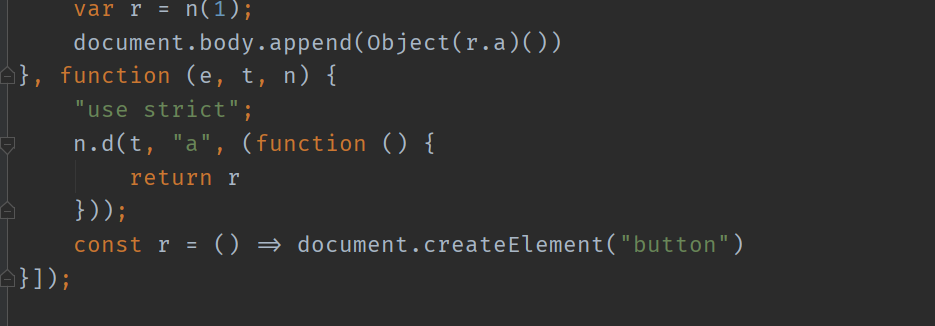 var r = n(1);
document.body.append(Object(r.a)())
}, function (e, t, n) {
"use strict";
n.d(t, "a", (function () {
return r
}));
const r = () => document.createElement("button")
}]);